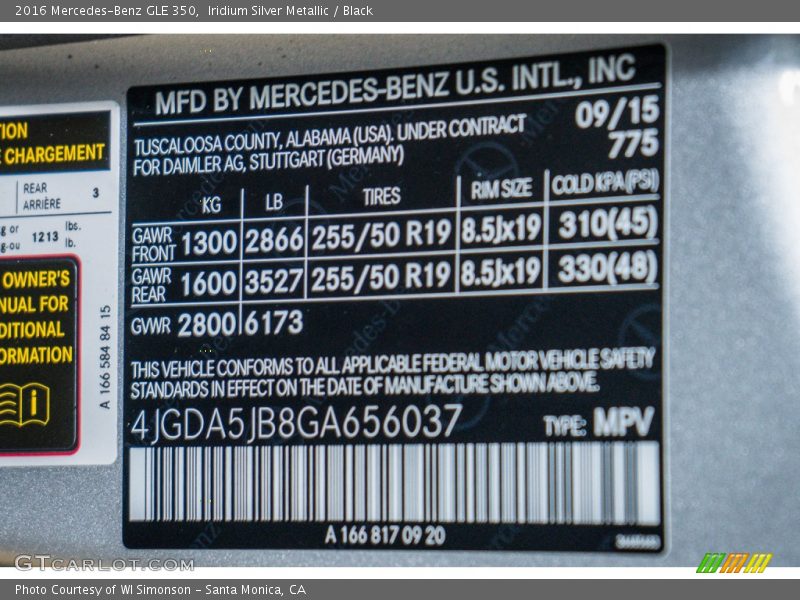 2016 Mercedes-Benz GLE 350,  Iridium Silver Metallic / Black
TION
E CHARGEMENT
REAR
ARRIÈRE
3
g or
g-ou
1213
lbs.
lb.
OWNER'S
NUAL FOR
DITIONAL
ORMATION
A 166 584 84 15
MFD BY MERCEDES-BENZ U.S. INTL., INC
TUSCALOOSA COUNTY, ALABAMA (USA). UNDER CONTRACT
FOR DAIMLER AG, STUTTGART (GERMANY)
09/15
775
KG LB TIRES RIM SIZE COLD KPA(PSI)
GAWR
FRONT 1300 2866 255/50 R19 8.5Jx19 310(45)
GAWR
REAR 1600 3527 255/50 R19 8.5Jx19 330(48)
GWR 2800 6173
THIS VEHICLE CONFORMS TO ALL APPLICABLE FEDERAL MOTOR VEHICLE SAFETY
STANDARDS IN EFFECT ON THE DATE OF MANUFACTURE SHOWN ABOVE.
4JGDA5JB8GA656037 TYPE: MPV
A 166 817 09 20
GTCARLOT.COM
Photo Courtesy of WI Simonson - Santa Monica, CA